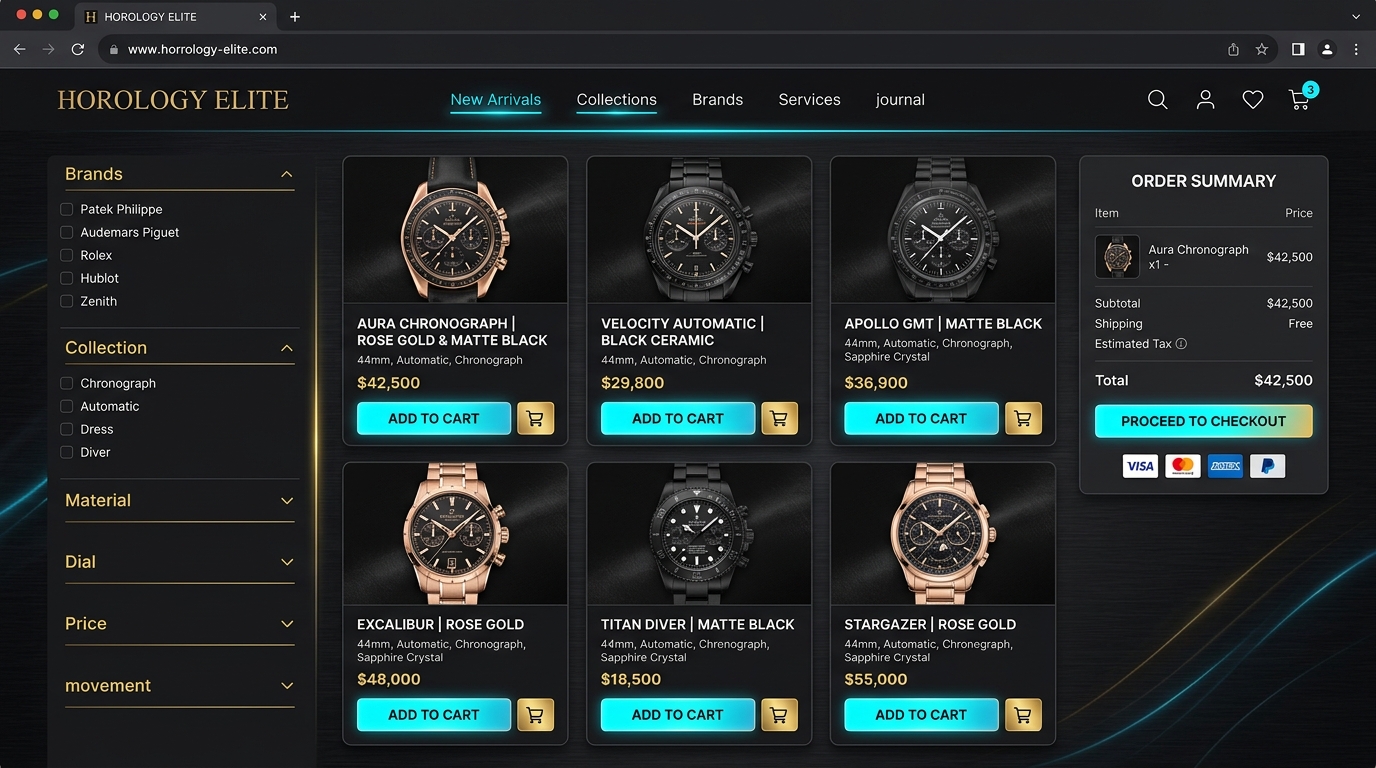 HOROLOGY ELITE
www.horrology-elite.com
HOROLOGY ELITE
New Arrivals
Collections
Brands
Services
journal
3
Brands
Patek Philippe
Audemars Piguet
Rolex
Hublot
Zenith
Collection
Chronograph
Automatic
Dress
Diver
Material
Dial
Price
movement
AURA CHRONOGRAPH |
ROSE GOLD & MATTE BLACK
44mm, Automatic, Chronograph
$42,500
ADD TO CART
VELOCITY AUTOMATIC |
BLACK CERAMIC
44mm, Automatic, Chronograph
$29,800
ADD TO CART
APOLLO GMT | MATTE BLACK
44mm, Automatic, Chronograph,
Sapphire Crystal
$36,900
ADD TO CART
EXCALIBUR | ROSE GOLD
44mm, Automatic, Chronograph,
Sapphire Crystal
$48,000
ADD TO CART
TITAN DIVER | MATTE BLACK
44mm, Automatic, Chrenograph,
Sapphire Crystal
$18,500
ADD TO CART
STARGAZER | ROSE GOLD
44mm, Automatic, Chronegraph,
Sapphire Crystal
$55,000
ADD TO CART
ORDER SUMMARY
Item Price
Aura Chronograph
x1 -
$42,500
Subtotal $42,500
Shipping Free
Estimated Tax
Total $42,500
PROCEED TO CHECKOUT
VISA